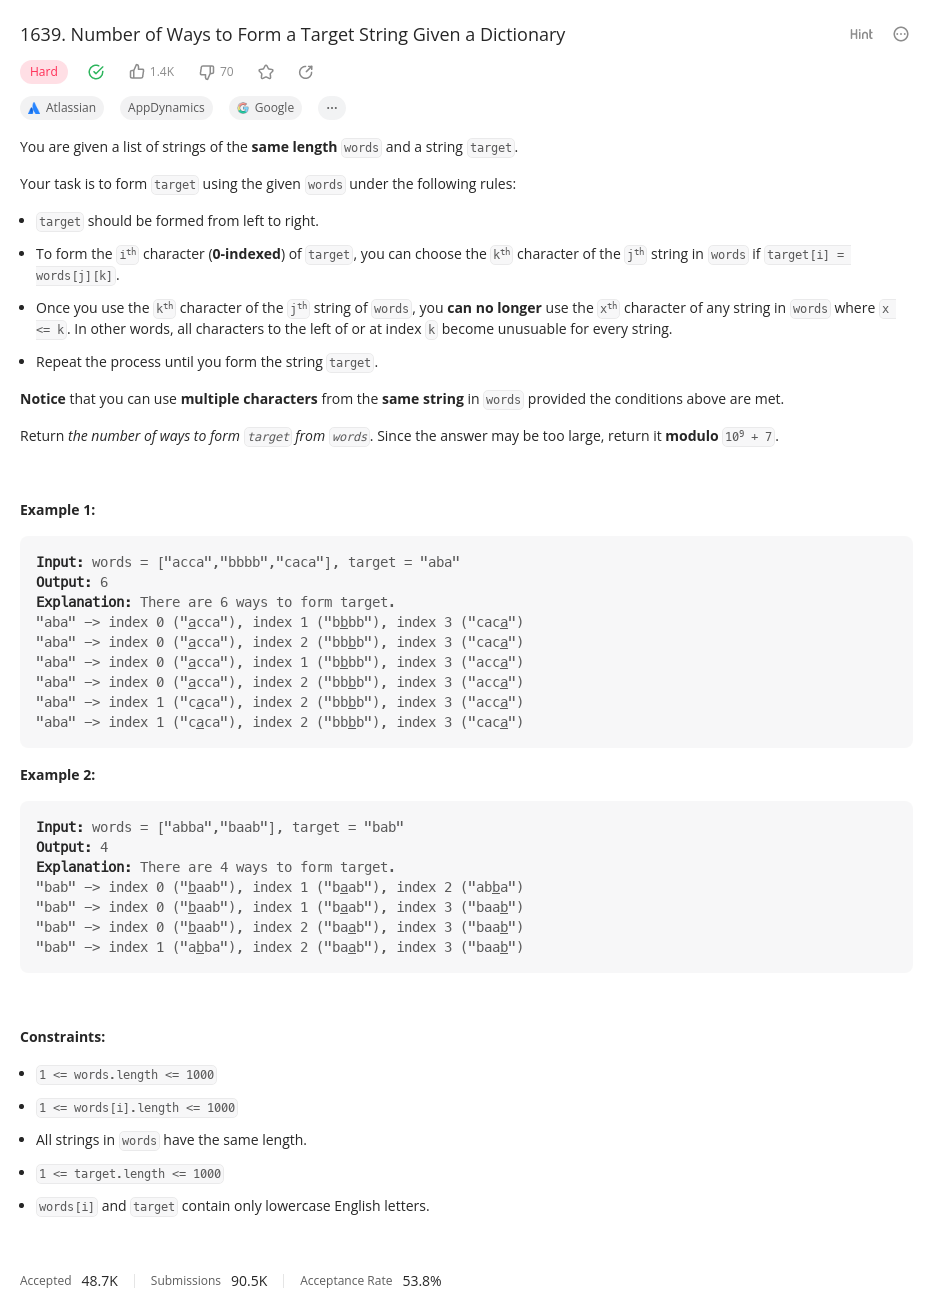 1639. Number of Ways to Form a Target String Given a Dictionary
Hint
Hard 1.4K 70
Atlassian AppDynamics Google ...
You are given a list of strings of the same length words and a string target.
Your task is to form target using the given words under the following rules:
• target should be formed from left to right.
• To form the ith character (0-indexed) of target, you can choose the kth character of the jth string in words if target[i] =
words[j][k].
• Once you use the kth character of the jth string of words, you can no longer use the xth character of any string in words where x
<= k. In other words, all characters to the left of or at index k become unusuable for every string.
• Repeat the process until you form the string target.
Notice that you can use multiple characters from the same string in words provided the conditions above are met.
Return the number of ways to form target from words. Since the answer may be too large, return it modulo 10⁹ + 7.
Example 1:
Input: words = ["acca","bbbb","caca"], target = "aba"
Output: 6
Explanation: There are 6 ways to form target.
"aba" -> index 0 ("acca"), index 1 ("bbbb"), index 3 ("caca")
"aba" -> index 0 ("acca"), index 2 ("bbbb"), index 3 ("caca")
"aba" -> index 0 ("acca"), index 1 ("bbbb"), index 3 ("acca")
"aba" -> index 0 ("acca"), index 2 ("bbbb"), index 3 ("acca")
"aba" -> index 1 ("caca"), index 2 ("bbbb"), index 3 ("acca")
"aba" -> index 1 ("caca"), index 2 ("bbbb"), index 3 ("caca")
Example 2:
Input: words = ["abba","baab"], target = "bab"
Output: 4
Explanation: There are 4 ways to form target.
"bab" -> index 0 ("baab"), index 1 ("baab"), index 2 ("abba")
"bab" -> index 0 ("baab"), index 1 ("baab"), index 3 ("baab")
"bab" -> index 0 ("baab"), index 2 ("baab"), index 3 ("baab")
"bab" -> index 1 ("abba"), index 2 ("baab"), index 3 ("baab")
Constraints:
• 1 <= words.length <= 1000
• 1 <= words[i].length <= 1000
• All strings in words have the same length.
• 1 <= target.length <= 1000
• words[i] and target contain only lowercase English letters.
Accepted 48.7K Submissions 90.5K Acceptance Rate 53.8%